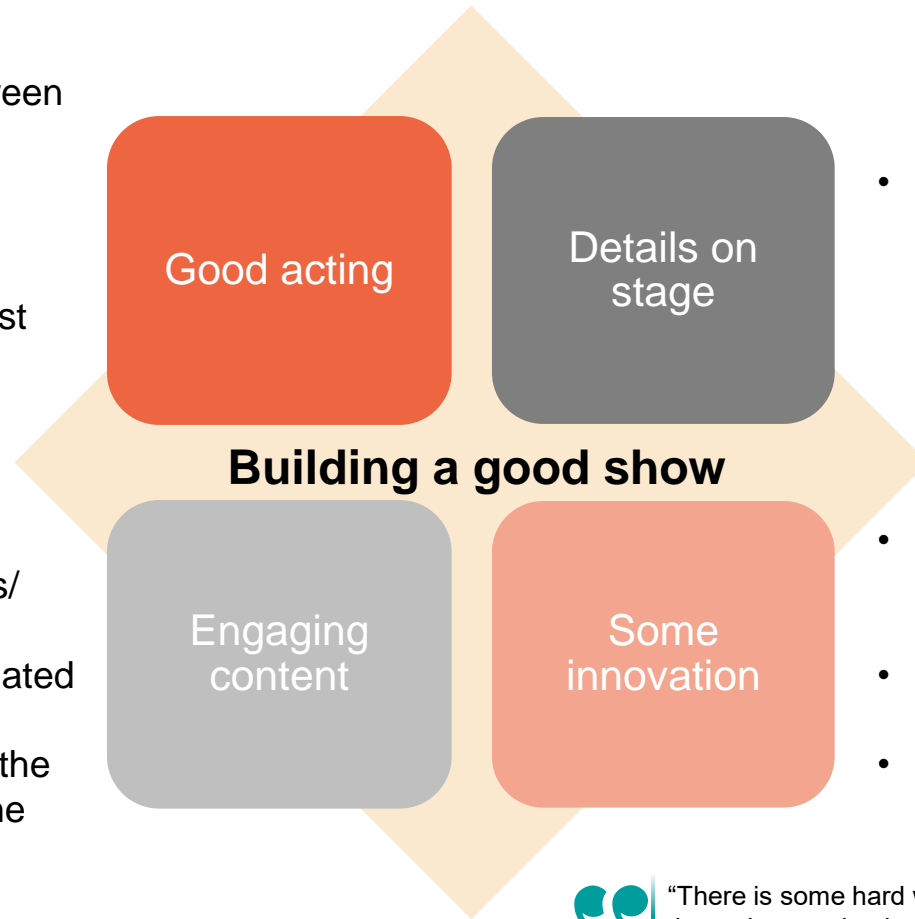 een
Good acting
Details on
stage
•
st
Building a good show
•
s/
Engaging
content
Some
innovation
ated
•
the
•
“There is some hard